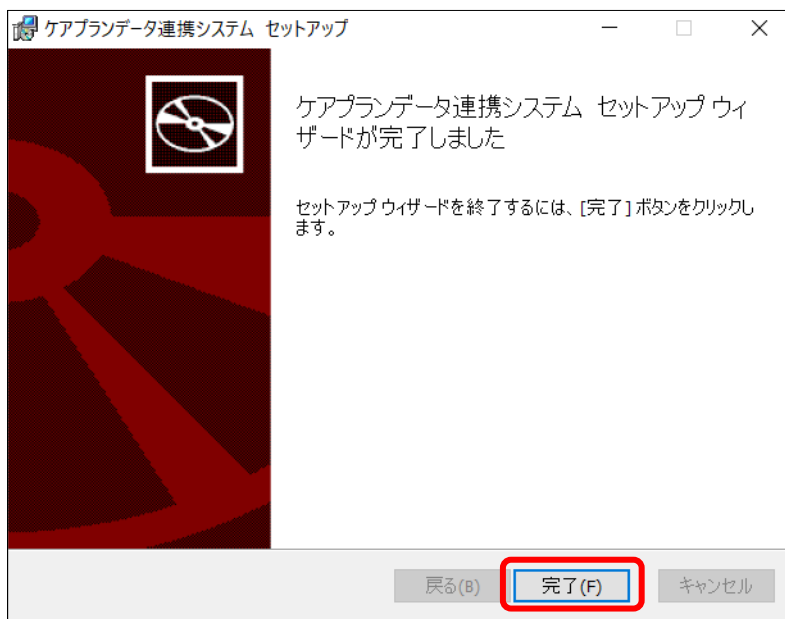 ケアプランデータ連携システム セットアップ
ケアプランデータ連携システム セットアップ ウィ
ザードが完了しました
セットアップ ウィザードを終了するには、[完了] ボタンをクリックし
ます。
戻る(B) 完了(F) キャンセル